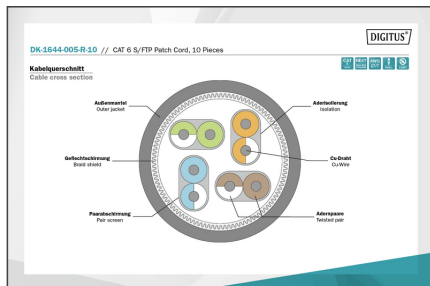 DIGITUS®
DK-1644-005-R-10 // CAT 6 S/FTP Patch Cord, 10 Pieces
Kabelquerschnitt
Cable cross section
Außenmantel
Outer jacket
Aderisolierung
Isolation
Geflechtschirmung
Braid shield
Cu-Draht
Cu Wire
Paarabschirmung
Pair screen
Adernpaare
Twisted pair